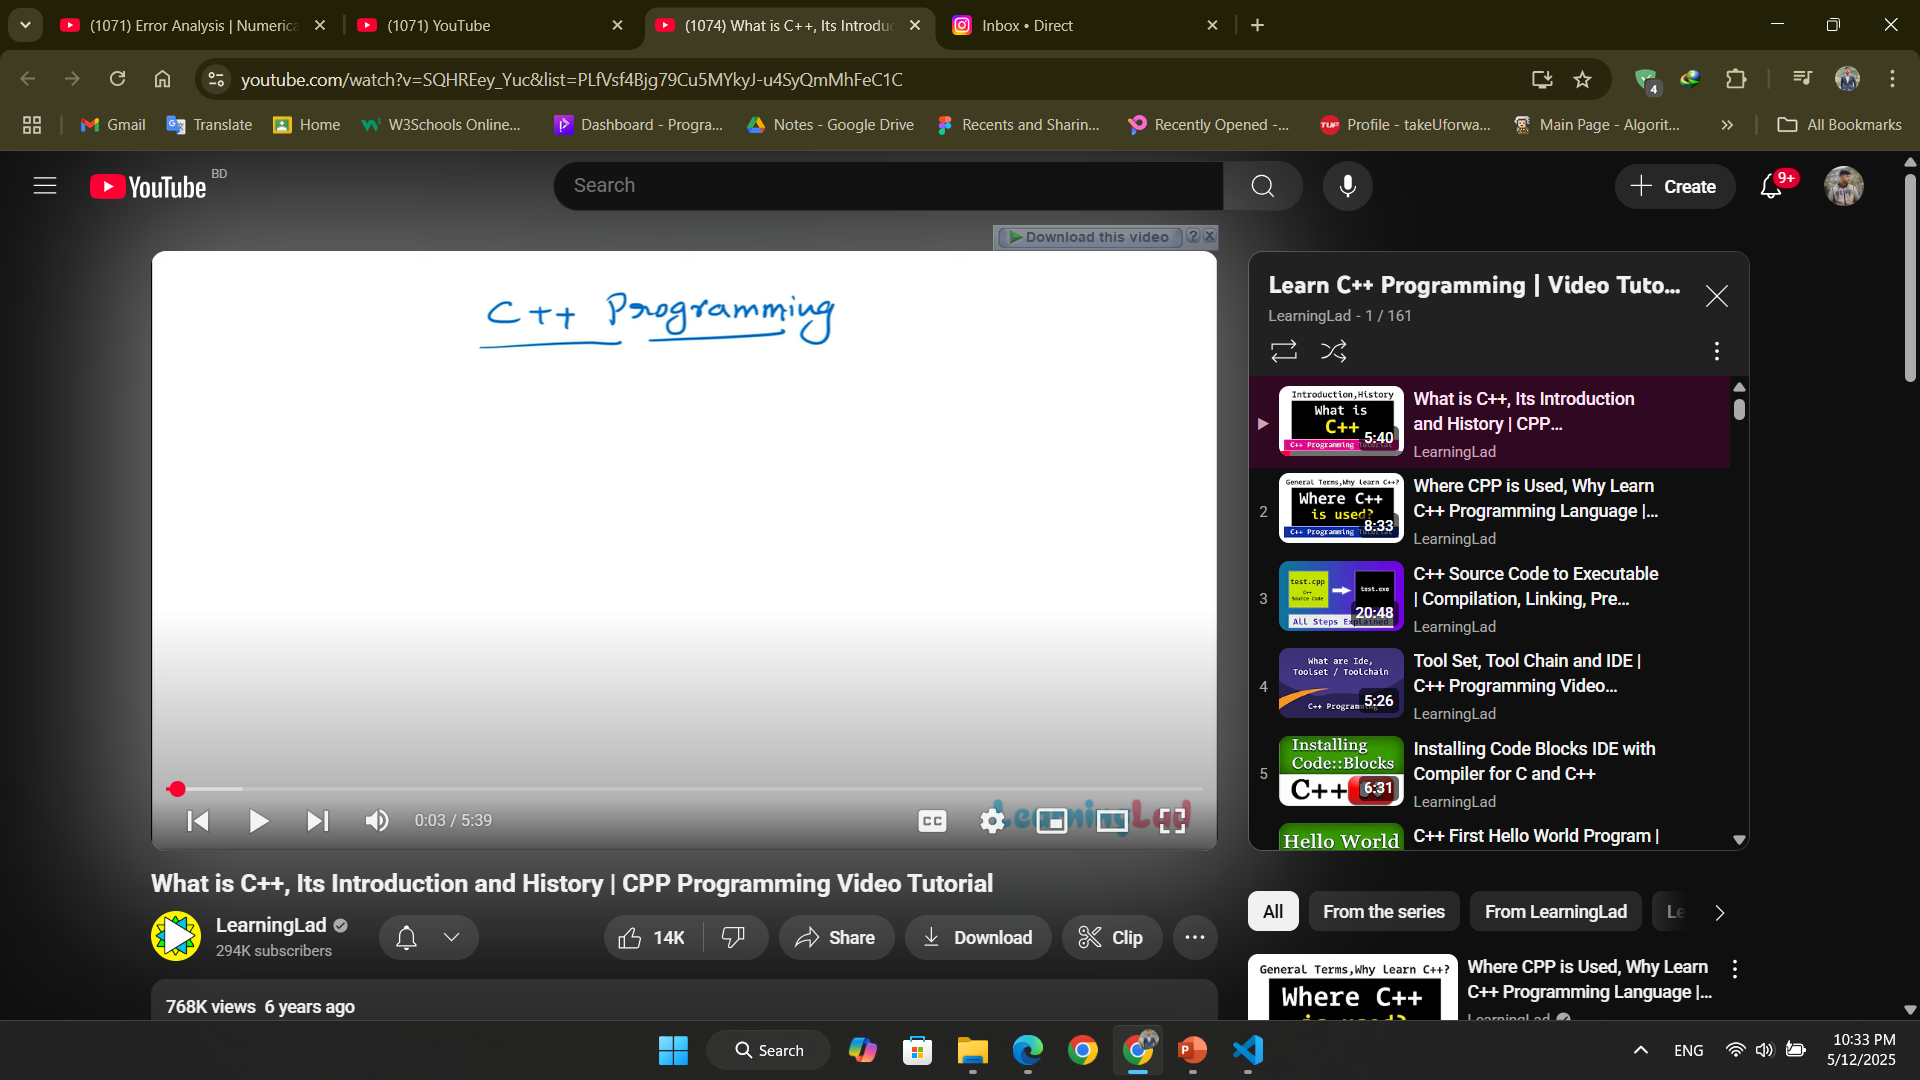 (1071) Error Analysis | Numerica
(1071) YouTube
(1074) What is C++, Its Introduc
Inbox • Direct
youtube.com/watch?v=SQHREey_Yuc&list=PLfVsf4Bjg79Cu5MYkyJ-u4SyQmMhFeC1C
4
Gmail
Translate
Home
W3Schools Online...
Dashboard - Progra...
Notes - Google Drive
Recents and Sharin...
Recently Opened -...
Profile - takeUforwa...
Main Page - Algorit...
All Bookmarks
YouTube BD
Search
Create
9+
Download this video
C++ Programming
0:03 / 5:39
CC
LearningLad
Learn C++ Programming | Video Tuto...
LearningLad - 1 / 161
Introduction,History
What is
C++
C++ Programming Tutorial
5:40
What is C++, Its Introduction
and History | CPP...
LearningLad
2
General Terms,Why learn C++?
Where C++
is used?
C++ Programming Tutorial
8:33
Where CPP is Used, Why Learn
C++ Programming Language |...
LearningLad
3
test.cpp
C++
Source Code
test.exe
All Steps Explained
20:48
C++ Source Code to Executable
| Compilation, Linking, Pre...
LearningLad
4
What are Ide,
Toolset / Toolchain
C++ Programming
5:26
Tool Set, Tool Chain and IDE |
C++ Programming Video...
LearningLad
5
Installing
Code::Blocks
C++
6:31
Installing Code Blocks IDE with
Compiler for C and C++
LearningLad
Hello World
C++ First Hello World Program |
What is C++, Its Introduction and History | CPP Programming Video Tutorial
LearningLad
294K subscribers
14K
Share
Download
Clip
768K views 6 years ago
All
From the series
From LearningLad
Le
General Terms,Why learn C++?
Where C++
is used?
Where CPP is Used, Why Learn
C++ Programming Language |...
LearningLad
Search
ENG
10:33 PM
5/12/2025